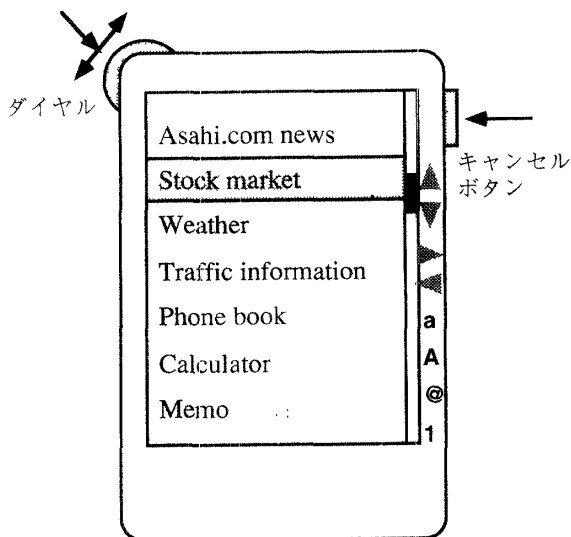 ダイヤル
Asahi.com news
Stock market
Weather
Traffic information
Phone book
Calculator
Memo
キャンセル
ボタン
a
A
@
1